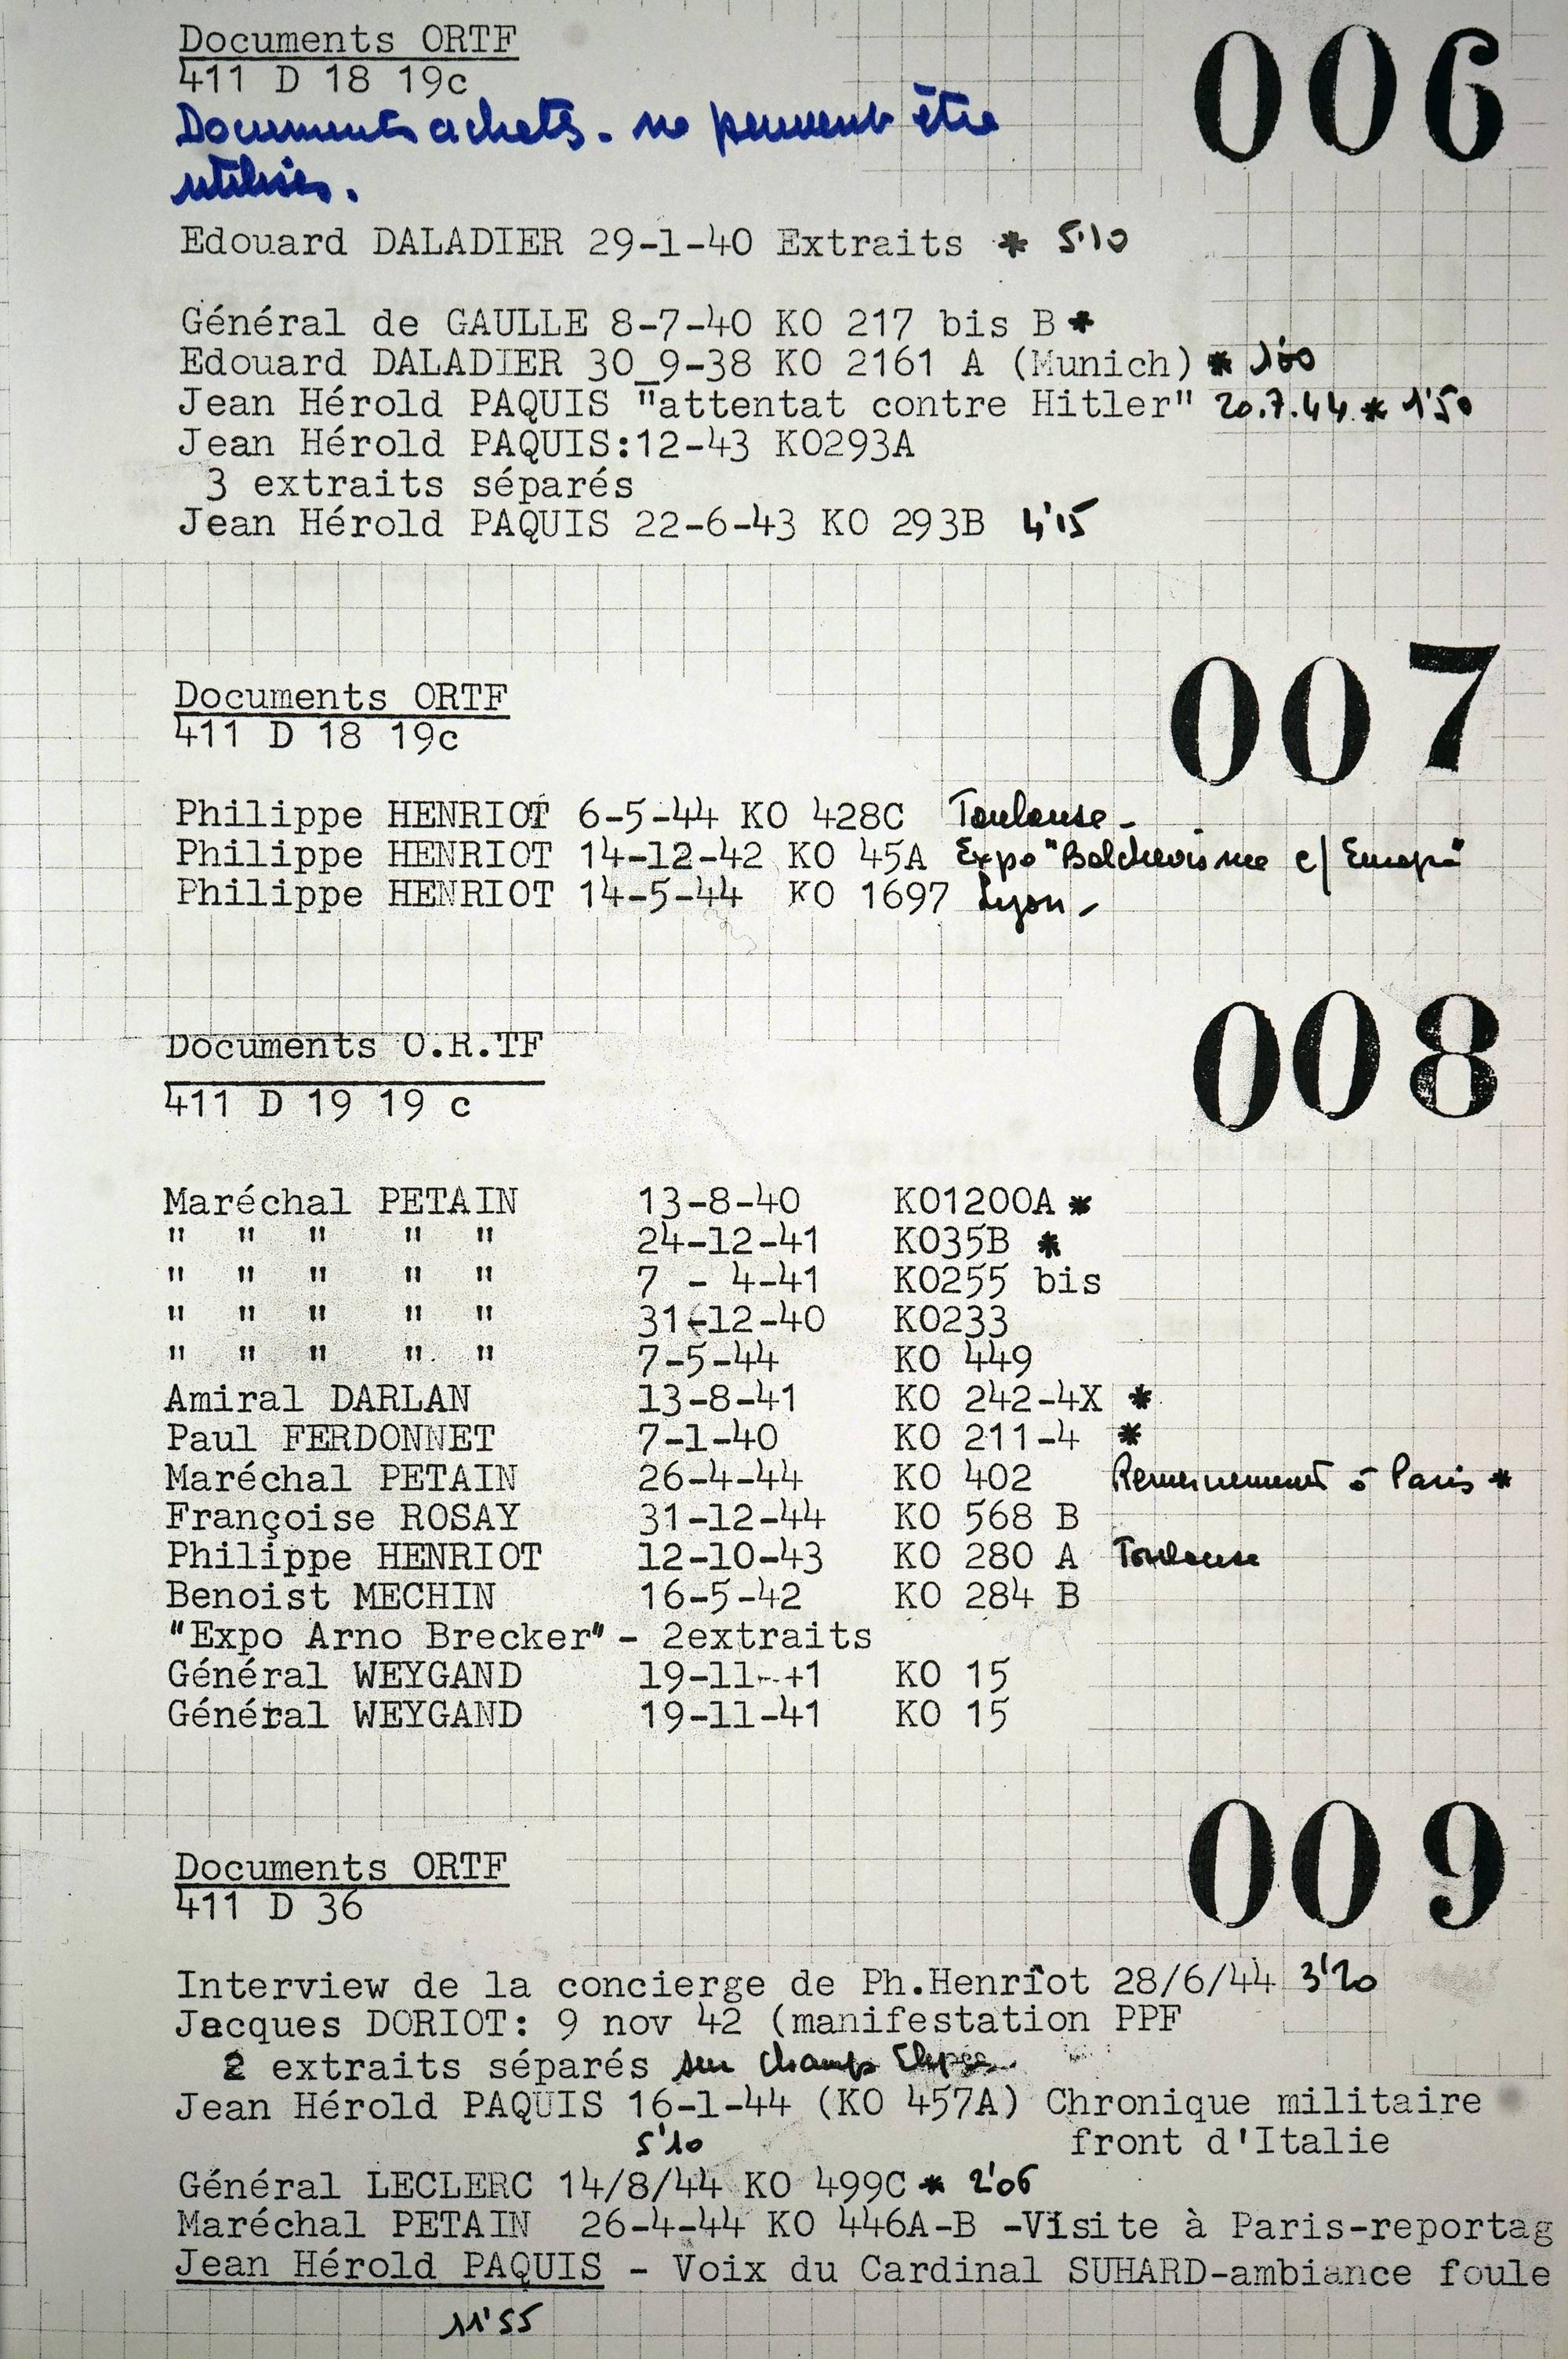 Documents ORTF
006
411 D 18 19c
Documents achetés. ne peuvent être
utilisés.
Edouard DALADIER 29-1-40 Extraits * 5'10
Général de GAULLE 8-7-40 KO 217 bis B *
Edouard DALADIER 30_9-38 KO 2161 A (Munich) *
Jean Hérold PAQUIS "attentat contre Hitler" 20.7.44 * 1'50
Jean Hérold PAQUIS:12-43 KO293A
3 extraits séparés
Jean Hérold PAQUIS 22-6-43 KO 293B 4'15
007
Documents ORTF
411 D 18 19c
Philippe HENRIOT 6-5-44 KO 428C Toulouse-
Philippe HENRIOT 14-12-42 KO 45A Expo "Bolchevisme c/ Europe"
Philippe HENRIOT 14-5-44 KO 1697 Lyon-
008
Documents O.R.TF
411 D 19 19 c
Maréchal PETAIN 13-8-40 KO1200A *
" " " " " 24-12-41 KO35B *
" " " " " 7 - 4-41 KO255 bis
" " " " " 31-12-40 KO233
" " " " " 7-5-44 KO 449
Amiral DARLAN 13-8-41 KO 242-4X *
Paul FERDONNET 7-1-40 KO 211-4 *
Maréchal PETAIN 26-4-44 KO 402 à Paris *
Françoise ROSAY 31-12-44 KO 568 B
Philippe HENRIOT 12-10-43 KO 280 A Toulouse
Benoist MECHIN 16-5-42 KO 284 B
"Expo Arno Brecker" - 2extraits
Général WEYGAND 19-11-+1 KO 15
Général WEYGAND 19-11-41 KO 15
009
Documents ORTF
411 D 36
Interview de la concierge de Ph.Henriot 28/6/44 3'20
Jacques DORIOT: 9 nov 42 (manifestation PPF
2 extraits séparés sur champs Elysées.
Jean Hérold PAQUIS 16-1-44 (KO 457A) Chronique militaire
5'10 front d'Italie
Général LECLERC 14/8/44 KO 499C * 2'06
Maréchal PETAIN 26-4-44 KO 446A-B -Visite à Paris-reportag
Jean Hérold PAQUIS - Voix du Cardinal SUHARD-ambiance foule
11'55